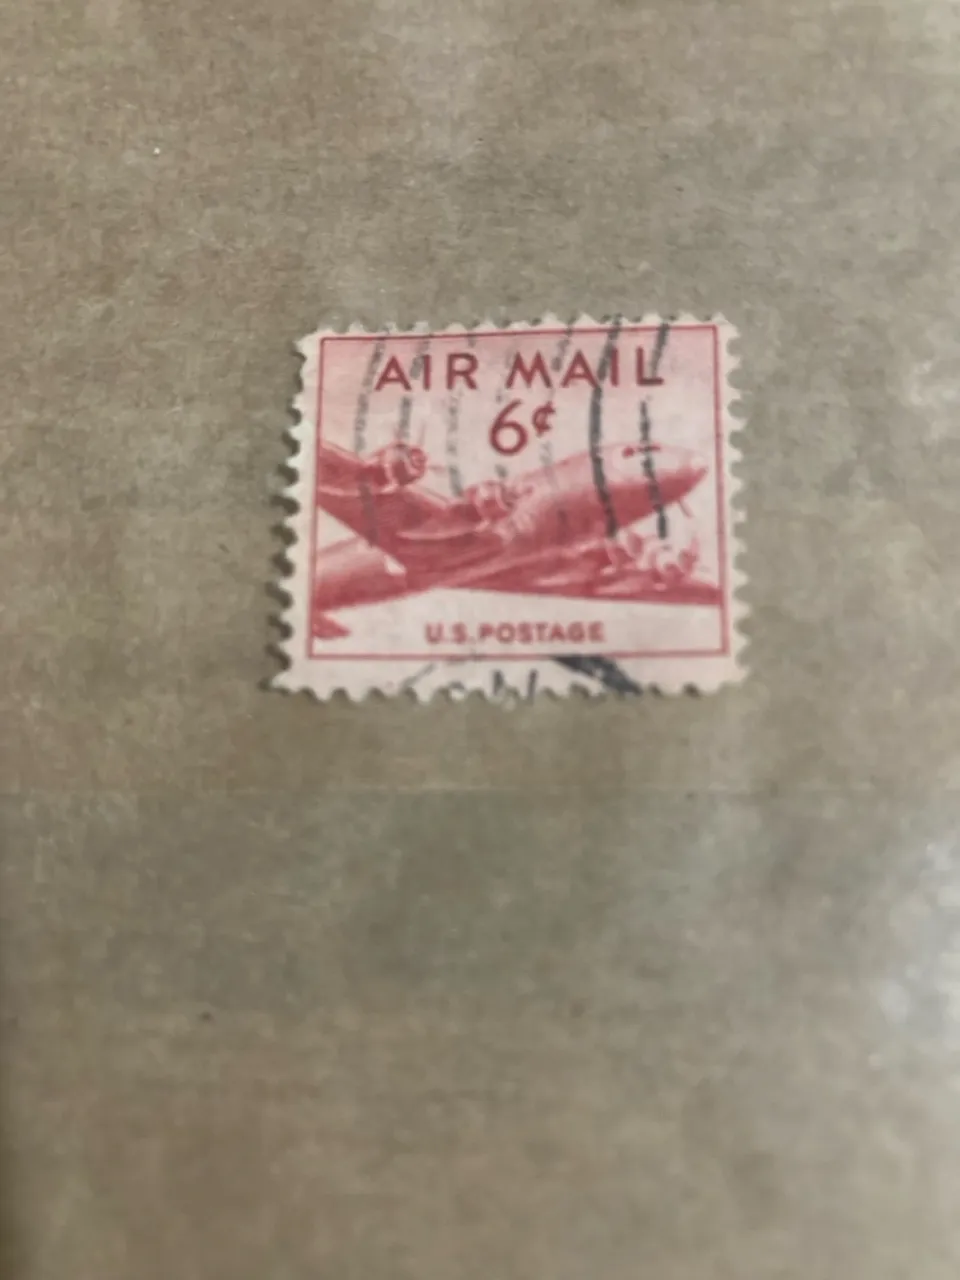 AIR MAIL
6¢
U.S. POSTAGE